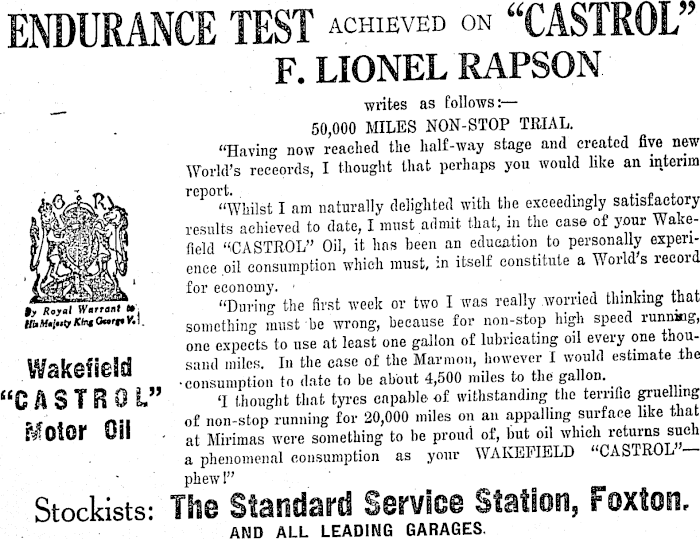 ENDURANCE TEST ACHIEVED ON "CASTROL"
F. LIONEL RAPSON
writes as follows:—
50,000 MILES NON-STOP TRIAL.
"Having now reached the half-way stage and created five new
World's receords, I thought that perhaps you would like an interim
report.
"Whilst I am naturally delighted with the exceedingly satisfactory
results achieved to date, I must admit that, in the case of your Wake-
field "CASTROL" Oil, it has been an education to personally experi-
ence oil consumption which must, in itself constitute a World's record
for economy.
"During the first week or two I was really worried thinking that
something must be wrong, because for non-stop high speed running,
one expects to use at least one gallon of lubricating oil every one thou-
sand miles. In the case of the Marmon, however I would estimate the
consumption to date to be about 4,500 miles to the gallon.
'I thought that tyres capable of withstanding the terrific gruelling
of non-stop running for 20,000 miles on an appalling surface like that
at Mirimas were something to be proud of, but oil which returns such
a phenomenal consumption as your WAKEFIELD "CASTROL"—
phew!"
G R
By Royal Warrant to
His Majesty King George V.
Wakefield
"CASTROL"
Motor Oil
Stockists: The Standard Service Station, Foxton.
AND ALL LEADING GARAGES.